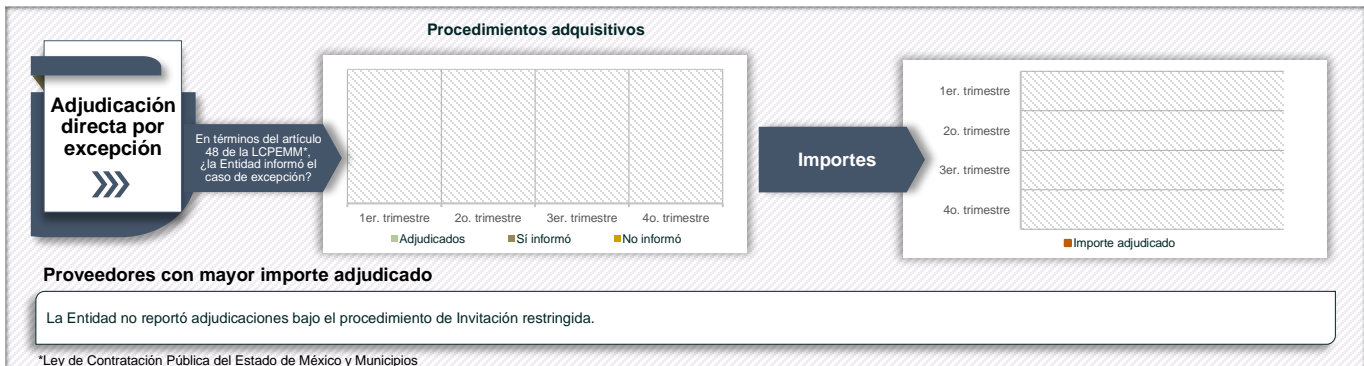 Procedimientos adquisitivos
Adjudicación
directa por
excepción
En términos del artículo
48 de la LCPEMM*,
¿la Entidad informó el
caso de excepción?
1er. trimestre 2o. trimestre 3er. trimestre 4o. trimestre
Adjudicados Sí informó No informó
Importes
1er. trimestre
2o. trimestre
3er. trimestre
4o. trimestre
Importe adjudicado
Proveedores con mayor importe adjudicado
La Entidad no reportó adjudicaciones bajo el procedimiento de Invitación restringida.
*Ley de Contratación Pública del Estado de México y Municipios